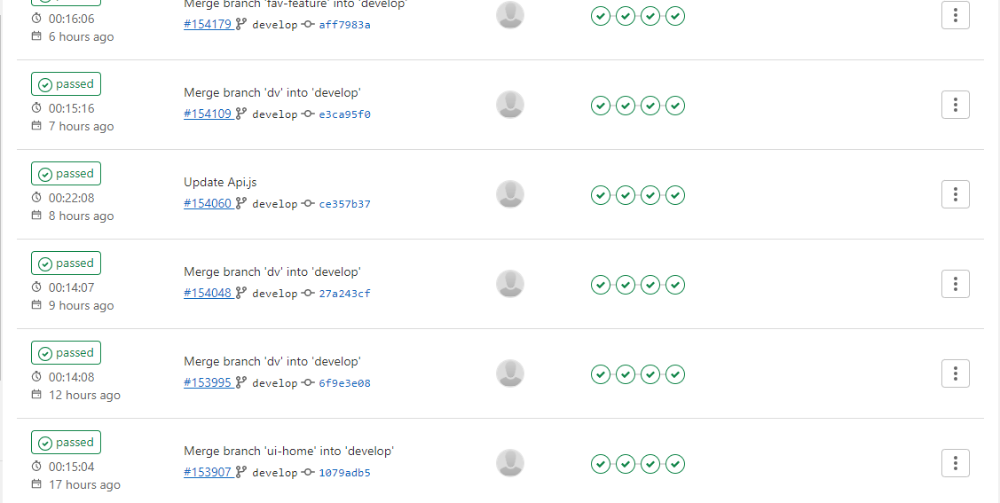 Merge branch 'fav-feature' into 'develop'
00:16:06
#154179 develop aff7983a
6 hours ago
passed
Merge branch 'dv' into 'develop'
00:15:16
#154109 develop e3ca95f0
7 hours ago
passed
Update Api.js
00:22:08
#154060 develop ce357b37
8 hours ago
passed
Merge branch 'dv' into 'develop'
00:14:07
#154048 develop 27a243cf
9 hours ago
passed
Merge branch 'dv' into 'develop'
00:14:08
#153995 develop 6f9e3e08
12 hours ago
passed
Merge branch 'ui-home' into 'develop'
00:15:04
#153907 develop 1079adb5
17 hours ago